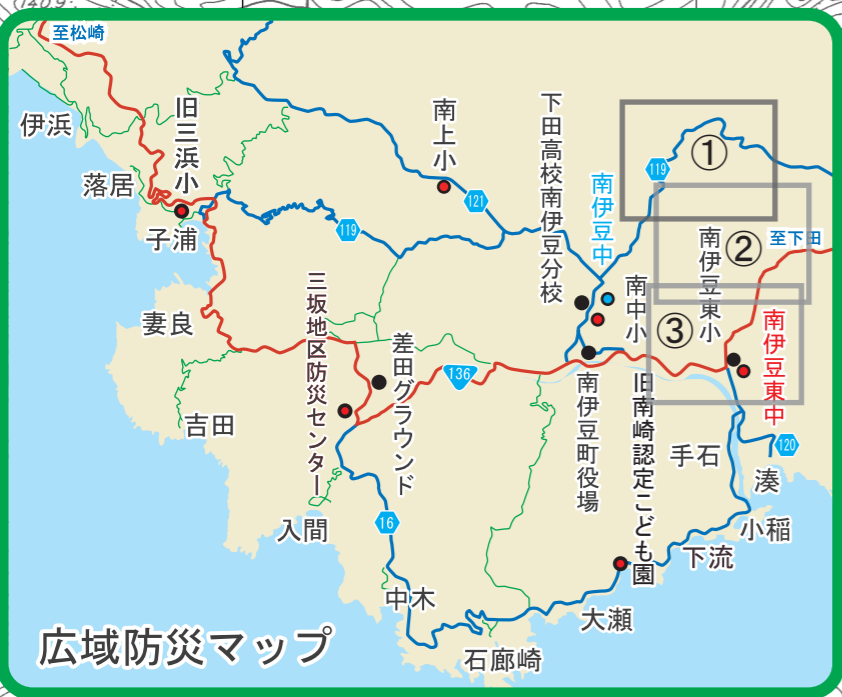 1409
至松崎
伊浜
旧三浜小
落居
子浦
妻良
吉田
南上小
121
119
三坂地区防災センター
差田グラウンド
136
入間
16
中木
石廊崎
下田高校南伊豆分校
南伊豆中
119
①
②
至下田
南伊豆東小
南中小
③
南伊豆東中
南伊豆町役場
旧南崎認定こども園
手石
120
湊
小稲
下流
大瀬
広域防災マップ